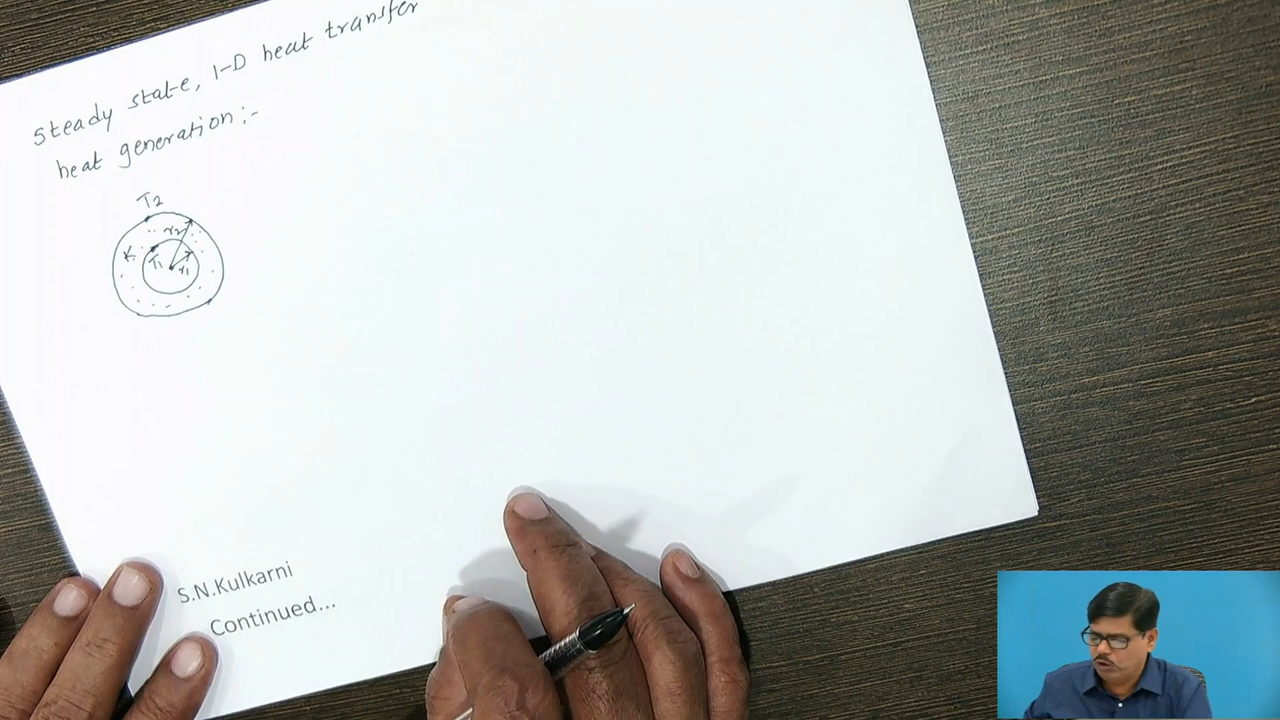 Steady state, 1-D heat transfer
heat generation :-
T2
r2
K
T1
r1
S.N.Kulkarni
Continued...